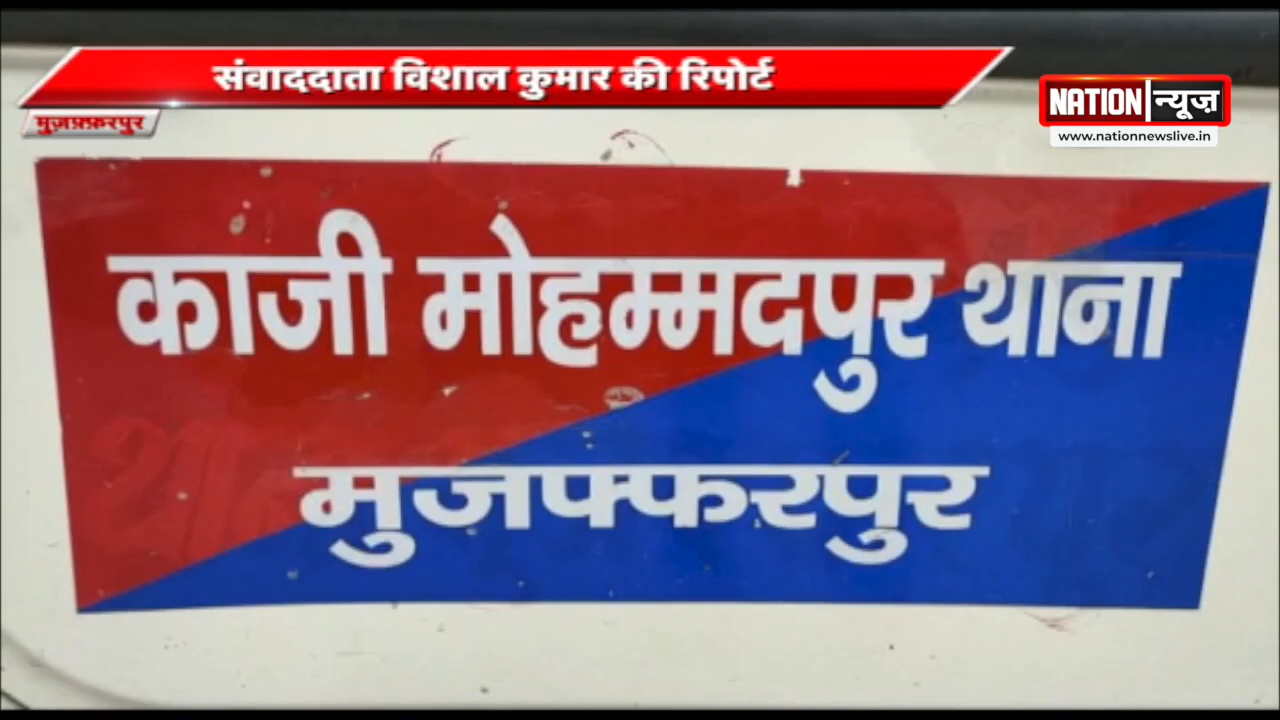 संवाददाता विशाल कुमार की रिपोर्ट
मुज़फ़्फ़रपुर
NATION न्यूज़
www.nationnewslive.in
काजी मोहम्मदपुर थाना
मुजफ्फरपुर